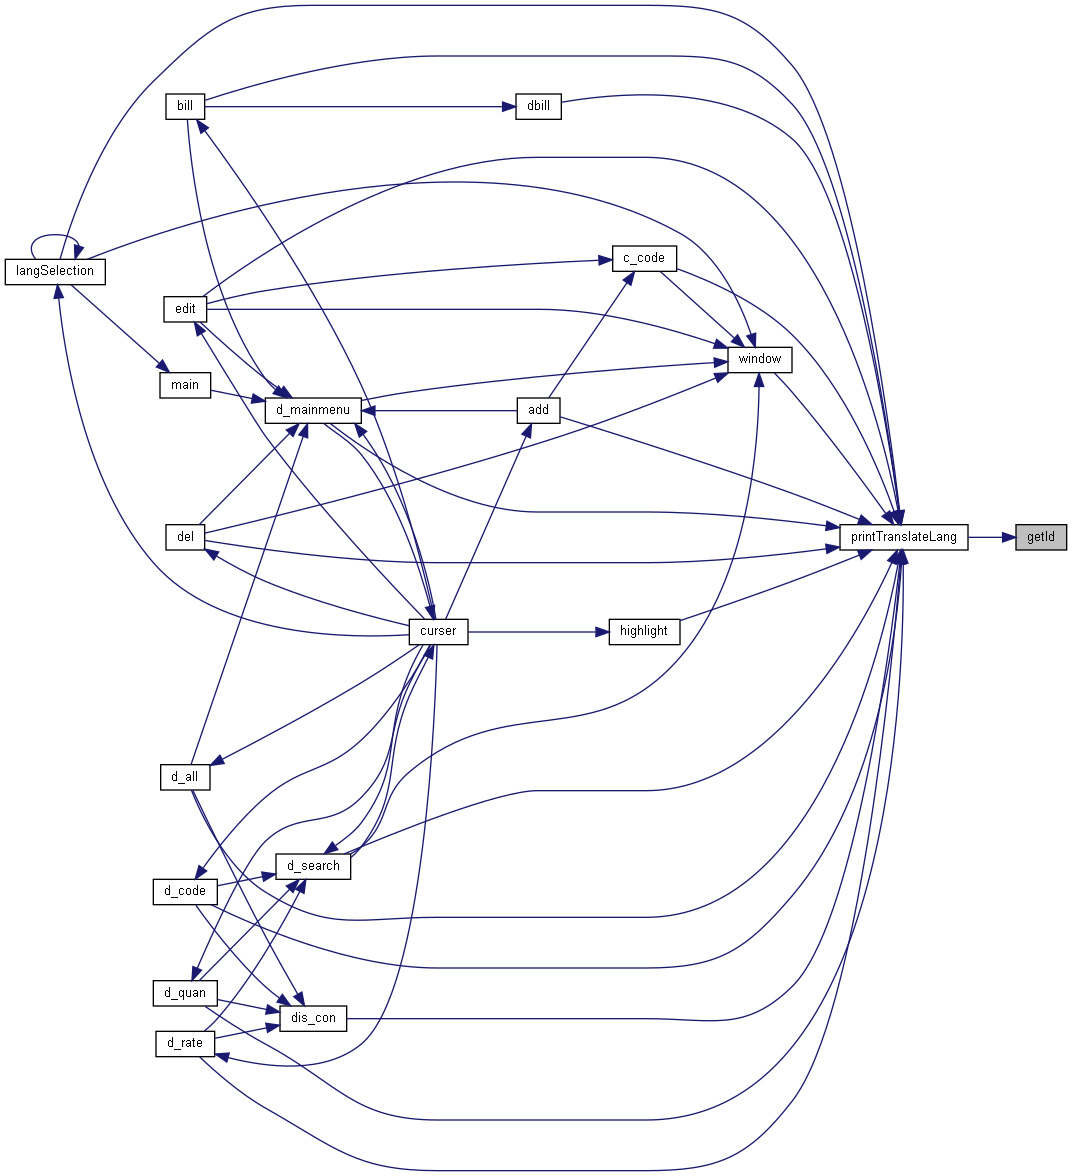 bill
dbill
c_code
langSelection
edit
window
main
d_mainmenu
add
del
printTranslateLang
getId
curser
highlight
d_all
d_search
d_code
d_quan
dis_con
d_rate